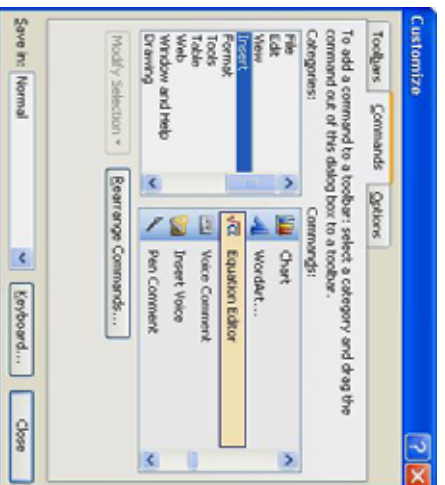 Customize
Toolbars Commands Options
To add a command to a toolbar: select a category and drag the
command out of this dialog box to a toolbar.
Categories: Commands:
File
Edit
View
Insert
Format
Tools
Table
Web
Window and Help
Drawing
Chart
WordArt...
Equation Editor
Voice Comment
Insert Voice
Pen Comment
Modify Selection Rearrange Commands...
Save in: Normal Keyboard... Close